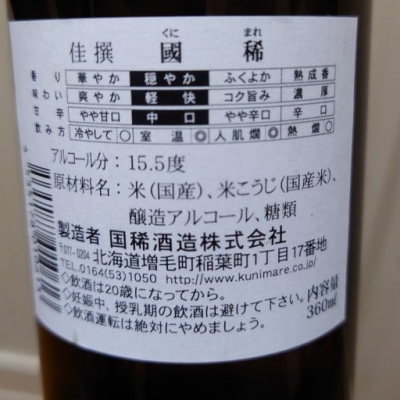 くに まれ
佳撰 國稀
香り 華やか 穏やか ふくよか 熟成香
味わい 爽やか 軽快 コク旨み 濃厚
甘辛 やや甘口 中口 やや辛口 辛口
飲み方 冷やして○ 室温◎ 人肌燗◎ 熱燗○
アルコール分：15.5度
原材料名：米(国産)、米こうじ(国産米)、
醸造アルコール、糖類
製造者 国稀酒造株式会社
〒077-0204 北海道増毛町稲葉町1丁目17番地
TEL.0164(53)1050 http://www.kunimare.co.jp/
◇飲酒は20歳になってから。
◇妊娠中、授乳期の飲酒は避けて下さい。
◇飲酒運転は絶対にやめましょう。
内容量
360ml